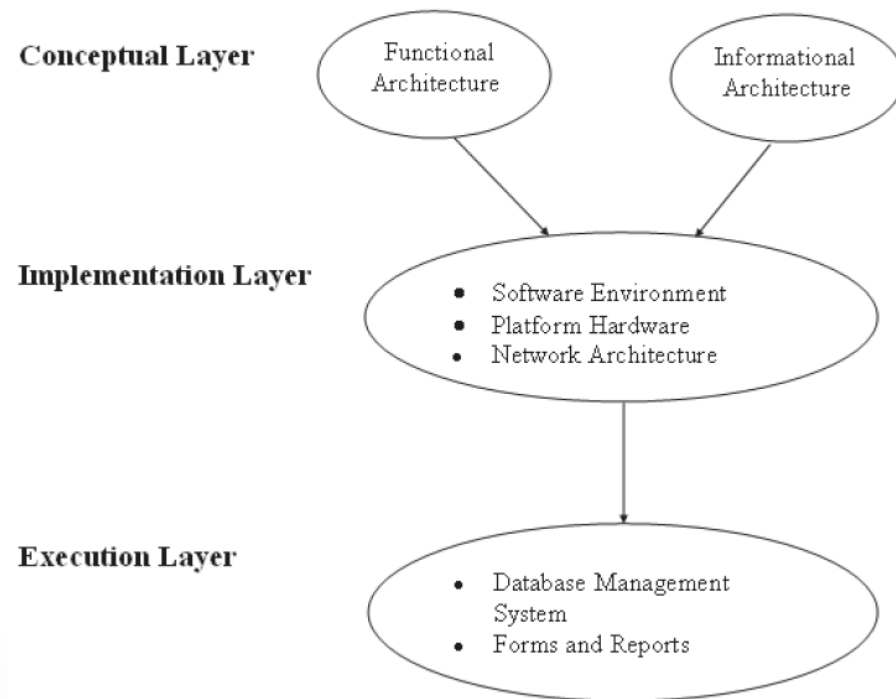 Conceptual Layer
Functional
Architecture
Informational
Architecture
Implementation Layer
• Software Environment
• Platform Hardware
• Network Architecture
Execution Layer
• Database Management
System
• Forms and Reports